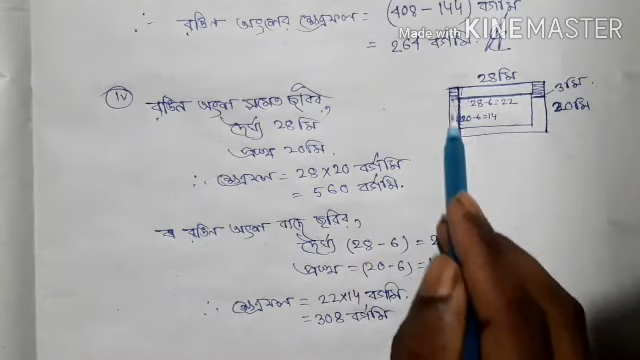 Made with KINEMASTER
∴ রঙিন অংশের ক্ষেত্রফল = (408 - 144) বর্গমি
= 264 বর্গমি.
(iv) রঙিন অংশ সমেত ছবির,
দৈর্ঘ্য 28মি
প্রস্থ 20মি.
∴ ক্ষেত্রফল = 28 × 20 বর্গমি
= 560 বর্গমি.
রঙিন অংশ বাদে ছবির,
দৈর্ঘ্য (28 - 6) = 2
প্রস্থ = (20 - 6) =
∴ ক্ষেত্রফল = 22 × 14 বর্গমি.
= 308 বর্গমি
28মি
3মি.
28-6=22
20মি
20-6=14